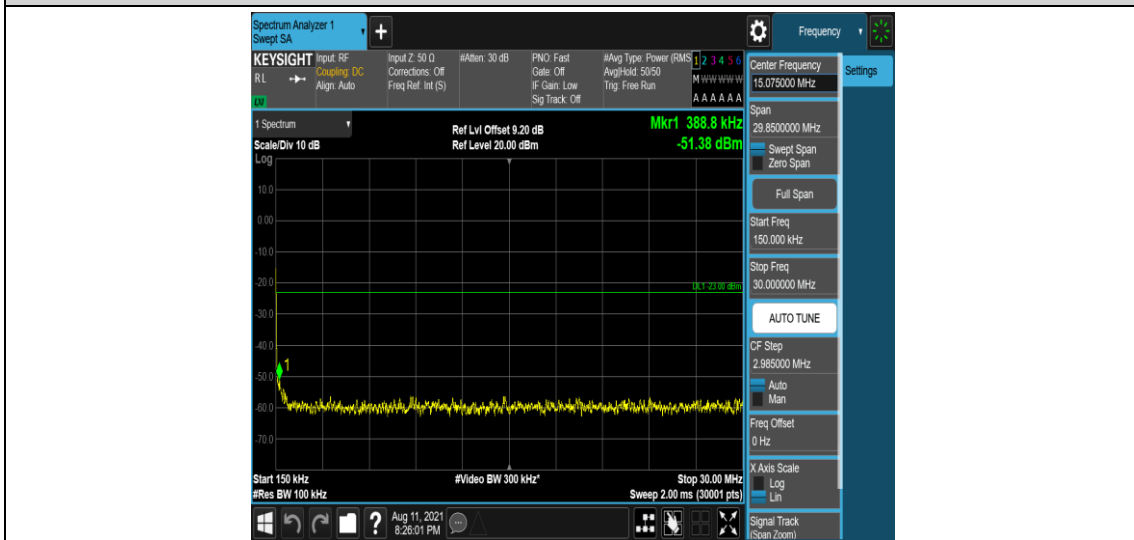 Spectrum Analyzer 1
Swept SA
Frequency
KEYSIGHT
RL
Input: RF
Coupling: DC
Align: Auto
Input Z: 50 Ω
Corrections: Off
Freq Ref: Int (S)
#Atten: 30 dB
PNO: Fast
Gate: Off
IF Gain: Low
Sig Track: Off
#Avg Type: Power (RMS
Avg|Hold: 50/50
Trig: Free Run
1 2 3 4 5 6
M W W W W W
A A A A A A
1 Spectrum
Scale/Div 10 dB
Ref Lvl Offset 9.20 dB
Ref Level 20.00 dBm
Mkr1 388.8 kHz
-51.38 dBm
Log
10.0
0.00
-10.0
-20.0
-30.0
-40.0
-50.0
-60.0
-70.0
DL1 -23.00 dBm
1
Start 150 kHz
#Res BW 100 kHz
#Video BW 300 kHz*
Stop 30.00 MHz
Sweep 2.00 ms (30001 pts)
Aug 11, 2021
8:26:01 PM
Center Frequency
15.075000 MHz
Settings
Span
29.8500000 MHz
Swept Span
Zero Span
Full Span
Start Freq
150.000 kHz
Stop Freq
30.000000 MHz
AUTO TUNE
CF Step
2.985000 MHz
Auto
Man
Freq Offset
0 Hz
X Axis Scale
Log
Lin
Signal Track
(Span Zoom)